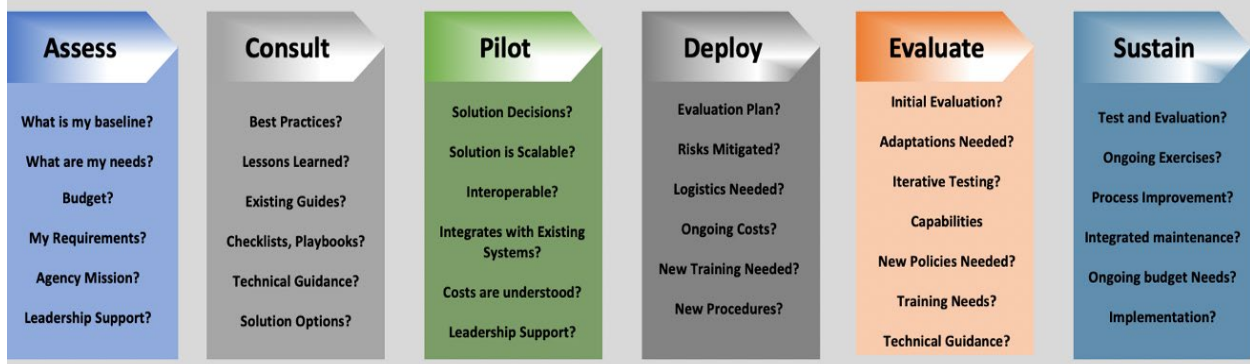 Assess
What is my baseline?
What are my needs?
Budget?
My Requirements?
Agency Mission?
Leadership Support?
Consult
Best Practices?
Lessons Learned?
Existing Guides?
Checklists, Playbooks?
Technical Guidance?
Solution Options?
Pilot
Solution Decisions?
Solution is Scalable?
Interoperable?
Integrates with Existing
Systems?
Costs are understood?
Leadership Support?
Deploy
Evaluation Plan?
Risks Mitigated?
Logistics Needed?
Ongoing Costs?
New Training Needed?
New Procedures?
Evaluate
Initial Evaluation?
Adaptations Needed?
Iterative Testing?
Capabilities
New Policies Needed?
Training Needs?
Technical Guidance?
Sustain
Test and Evaluation?
Ongoing Exercises?
Process Improvement?
Integrated maintenance?
Ongoing budget Needs?
Implementation?